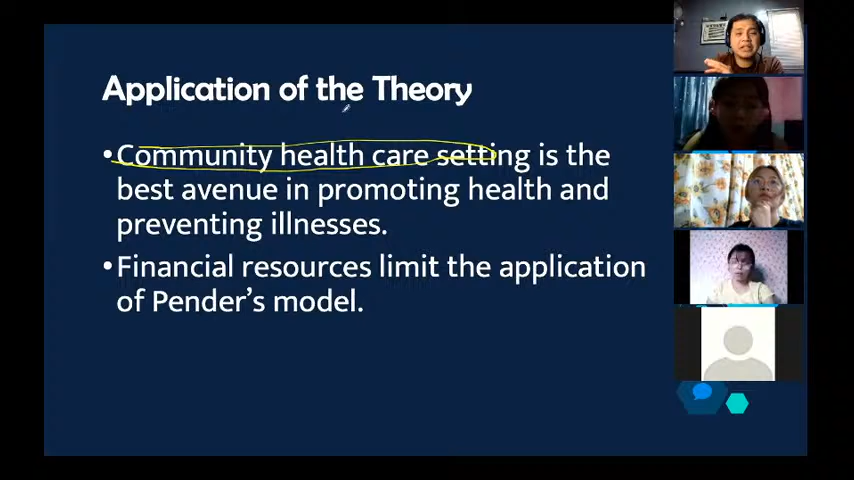 Application of the Theory
•Community health care setting is the
best avenue in promoting health and
preventing illnesses.
•Financial resources limit the application
of Pender's model.